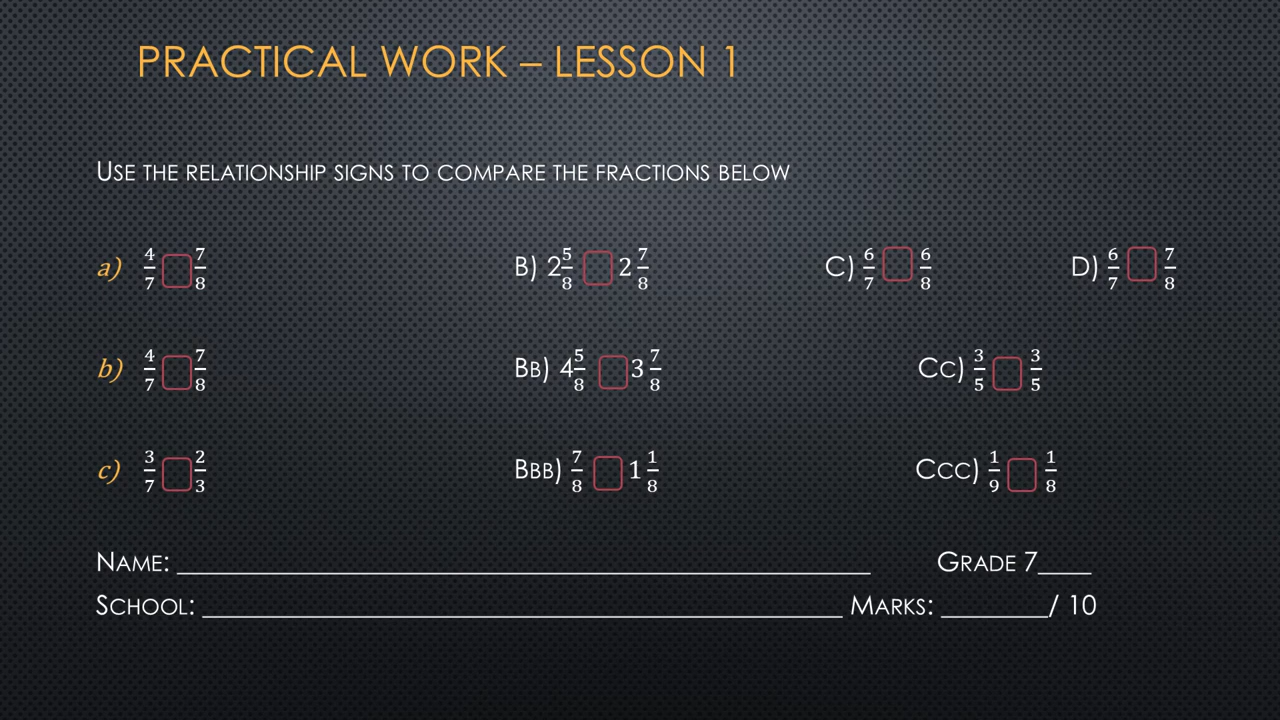 PRACTICAL WORK – LESSON 1
USE THE RELATIONSHIP SIGNS TO COMPARE THE FRACTIONS BELOW
a) 4/7 □ 7/8 B) 2 5/8 □ 2 7/8 C) 6/7 □ 6/8 D) 6/7 □ 7/8
b) 4/7 □ 7/8 BB) 4 5/8 □ 3 7/8 CC) 3/5 □ 3/5
c) 3/7 □ 2/3 BBB) 7/8 □ 1 1/8 CCC) 1/9 □ 1/8
NAME: ____________________ GRADE 7____
SCHOOL: ____________________ MARKS: ________/ 10